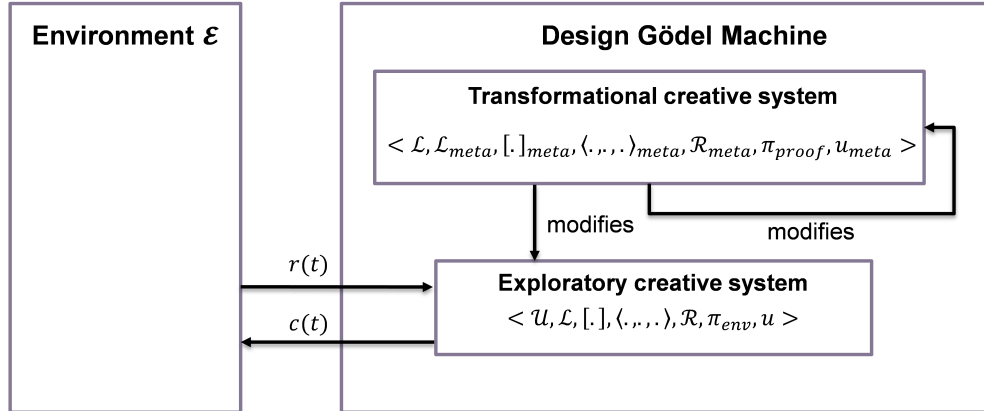 Environment ℰ
Design Gödel Machine
Transformational creative system
< ℒ, ℒ_meta, [.]_meta, ⟨.,.,.⟩_meta, ℛ_meta, π_proof, u_meta >
modifies
modifies
r(t)
Exploratory creative system
< 𝒰, ℒ, [.], ⟨.,.,.⟩, ℛ, π_env, u >
c(t)